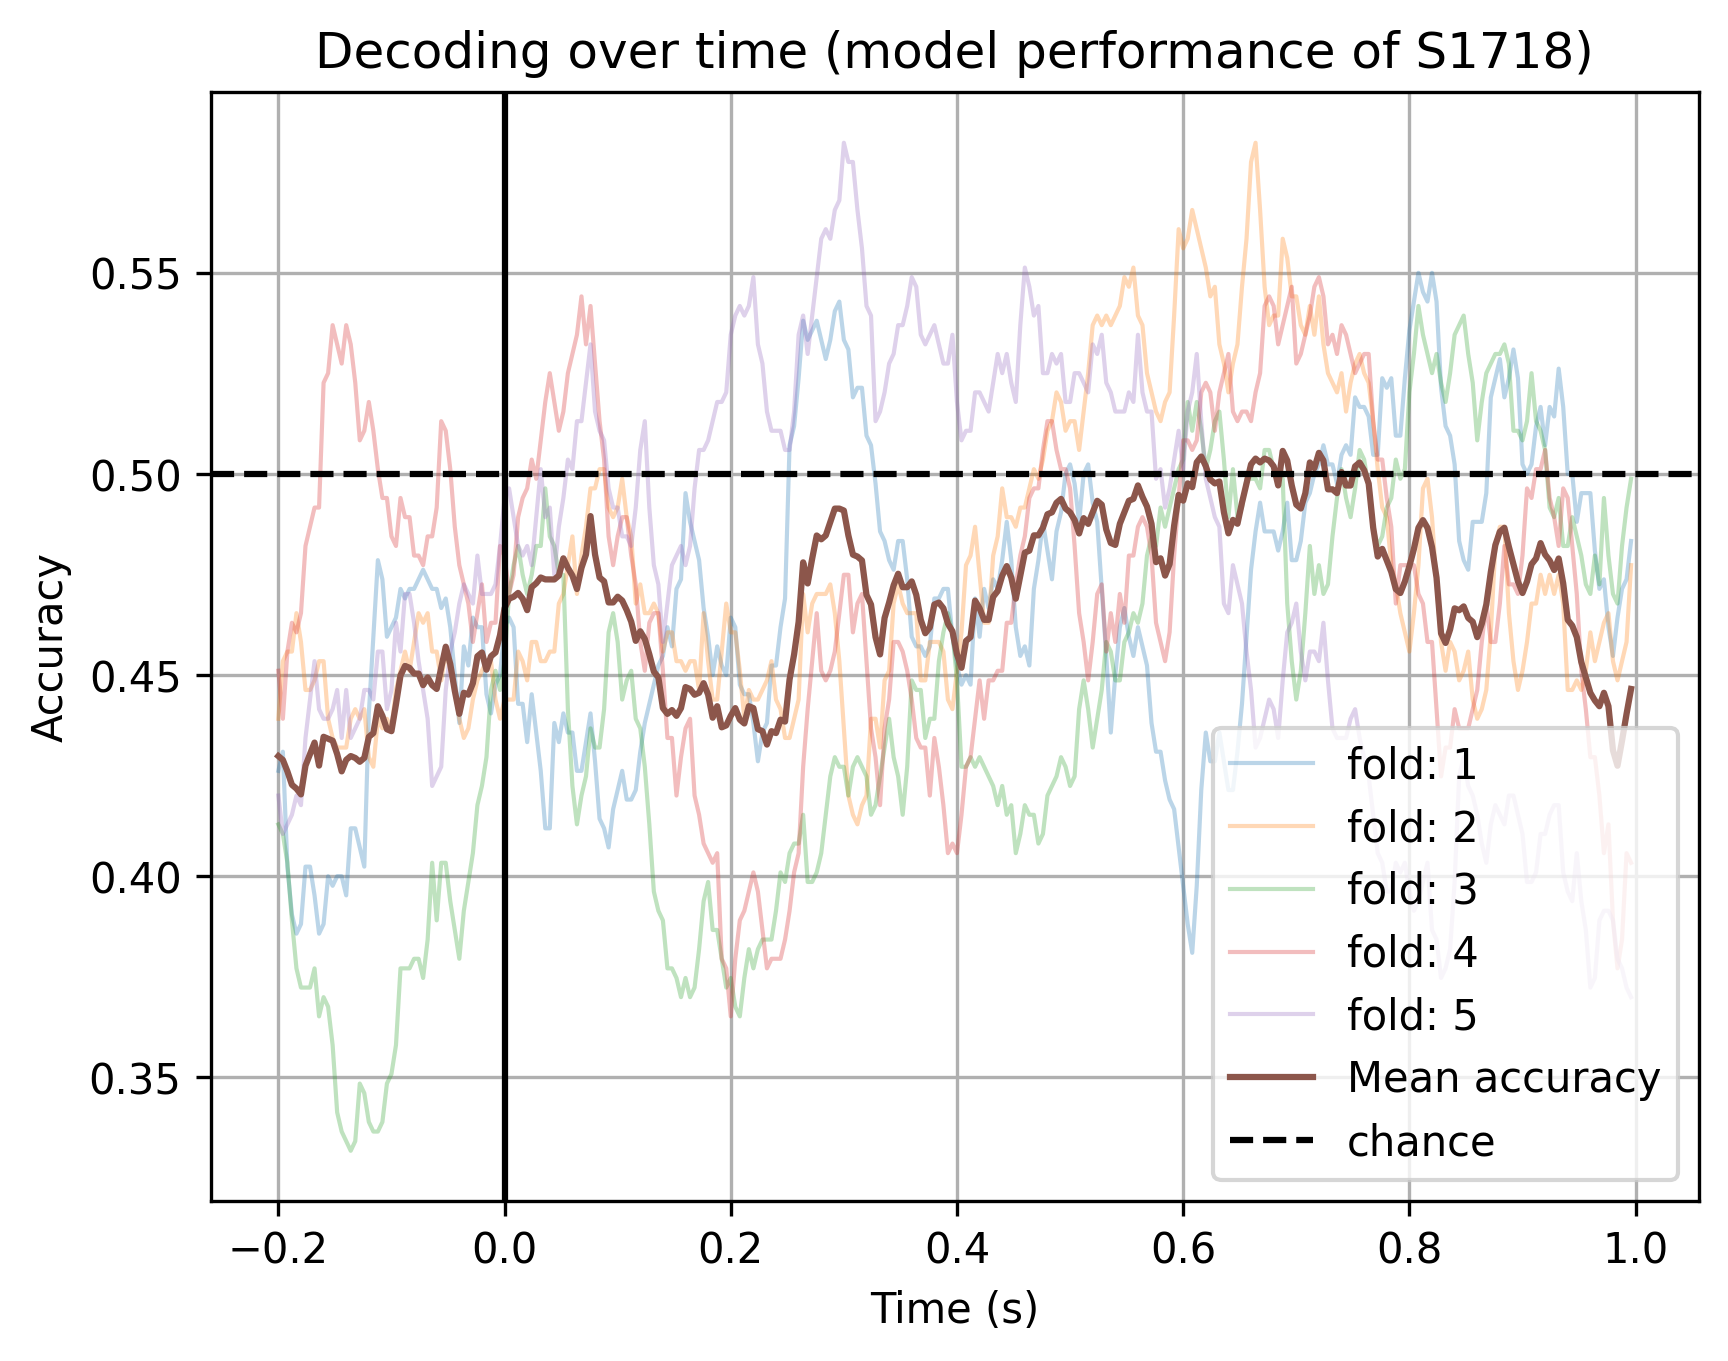 Decoding over time (model performance of S1718)
Accuracy
0.55
0.50
0.45
0.40
0.35
fold: 1
fold: 2
fold: 3
fold: 4
fold: 5
Mean accuracy
chance
−0.2 0.0 0.2 0.4 0.6 0.8 1.0
Time (s)